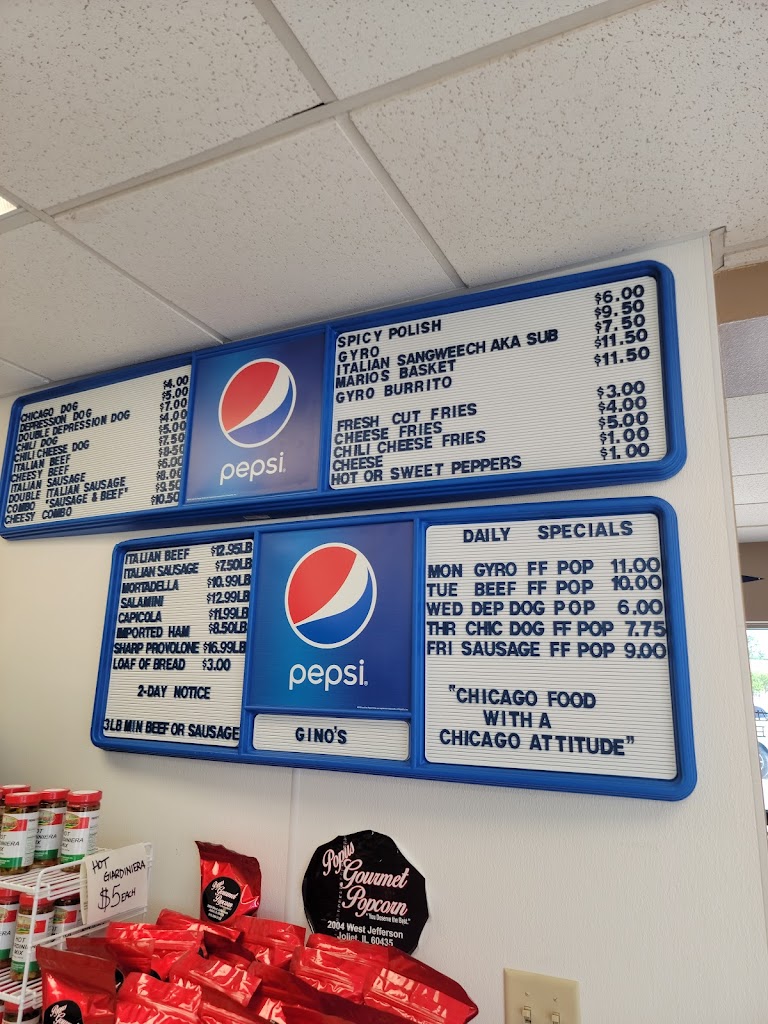 CHICAGO DOG $4.00
DEPRESSION DOG $5.00
DOUBLE DEPRESSION DOG $7.00
CHILI DOG $4.00
CHILI CHEESE DOG $5.00
ITALIAN BEEF $7.50
CHEESY BEEF $8.50
ITALIAN SAUSAGE $6.00
DOUBLE ITALIAN SAUSAGE $8.00
COMBO "SAUSAGE & BEEF" $9.50
CHEESY COMBO $10.50
pepsi
SPICY POLISH $6.00
GYRO $9.50
ITALIAN SANGWEECH AKA SUB $7.50
MARIOS BASKET $11.50
GYRO BURRITO $11.50
FRESH CUT FRIES $3.00
CHEESE FRIES $4.00
CHILI CHEESE FRIES $5.00
CHEESE $1.00
HOT OR SWEET PEPPERS $1.00
ITALIAN BEEF $12.95LB
ITALIAN SAUSAGE $7.50LB
MORTADELLA $10.99LB
SALAMINI $12.99LB
CAPICOLA $11.99LB
IMPORTED HAM $8.50LB
SHARP PROVOLONE $16.99LB
LOAF OF BREAD $3.00
2-DAY NOTICE
3LB MIN BEEF OR SAUSAGE
pepsi
GINO'S
DAILY SPECIALS
MON GYRO FF POP 11.00
TUE BEEF FF POP 10.00
WED DEP DOG POP 6.00
THR CHIC DOG FF POP 7.75
FRI SAUSAGE FF POP 9.00
"CHICAGO FOOD
WITH A
CHICAGO ATTITUDE"
HOT
GIARDINIERA
$5 EACH
Popus
Gourmet
Popcorn
"You Deserve the Best."
2004 West Jefferson
Joliet, IL 60435